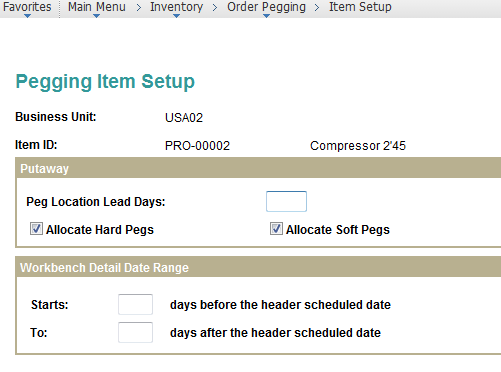 Favorites Main Menu > Inventory > Order Pegging > Item Setup
Pegging Item Setup
Business Unit: USA02
Item ID: PRO-00002 Compressor 2'45
Putaway
Peg Location Lead Days:
Allocate Hard Pegs Allocate Soft Pegs
Workbench Detail Date Range
Starts: days before the header scheduled date
To: days after the header scheduled date